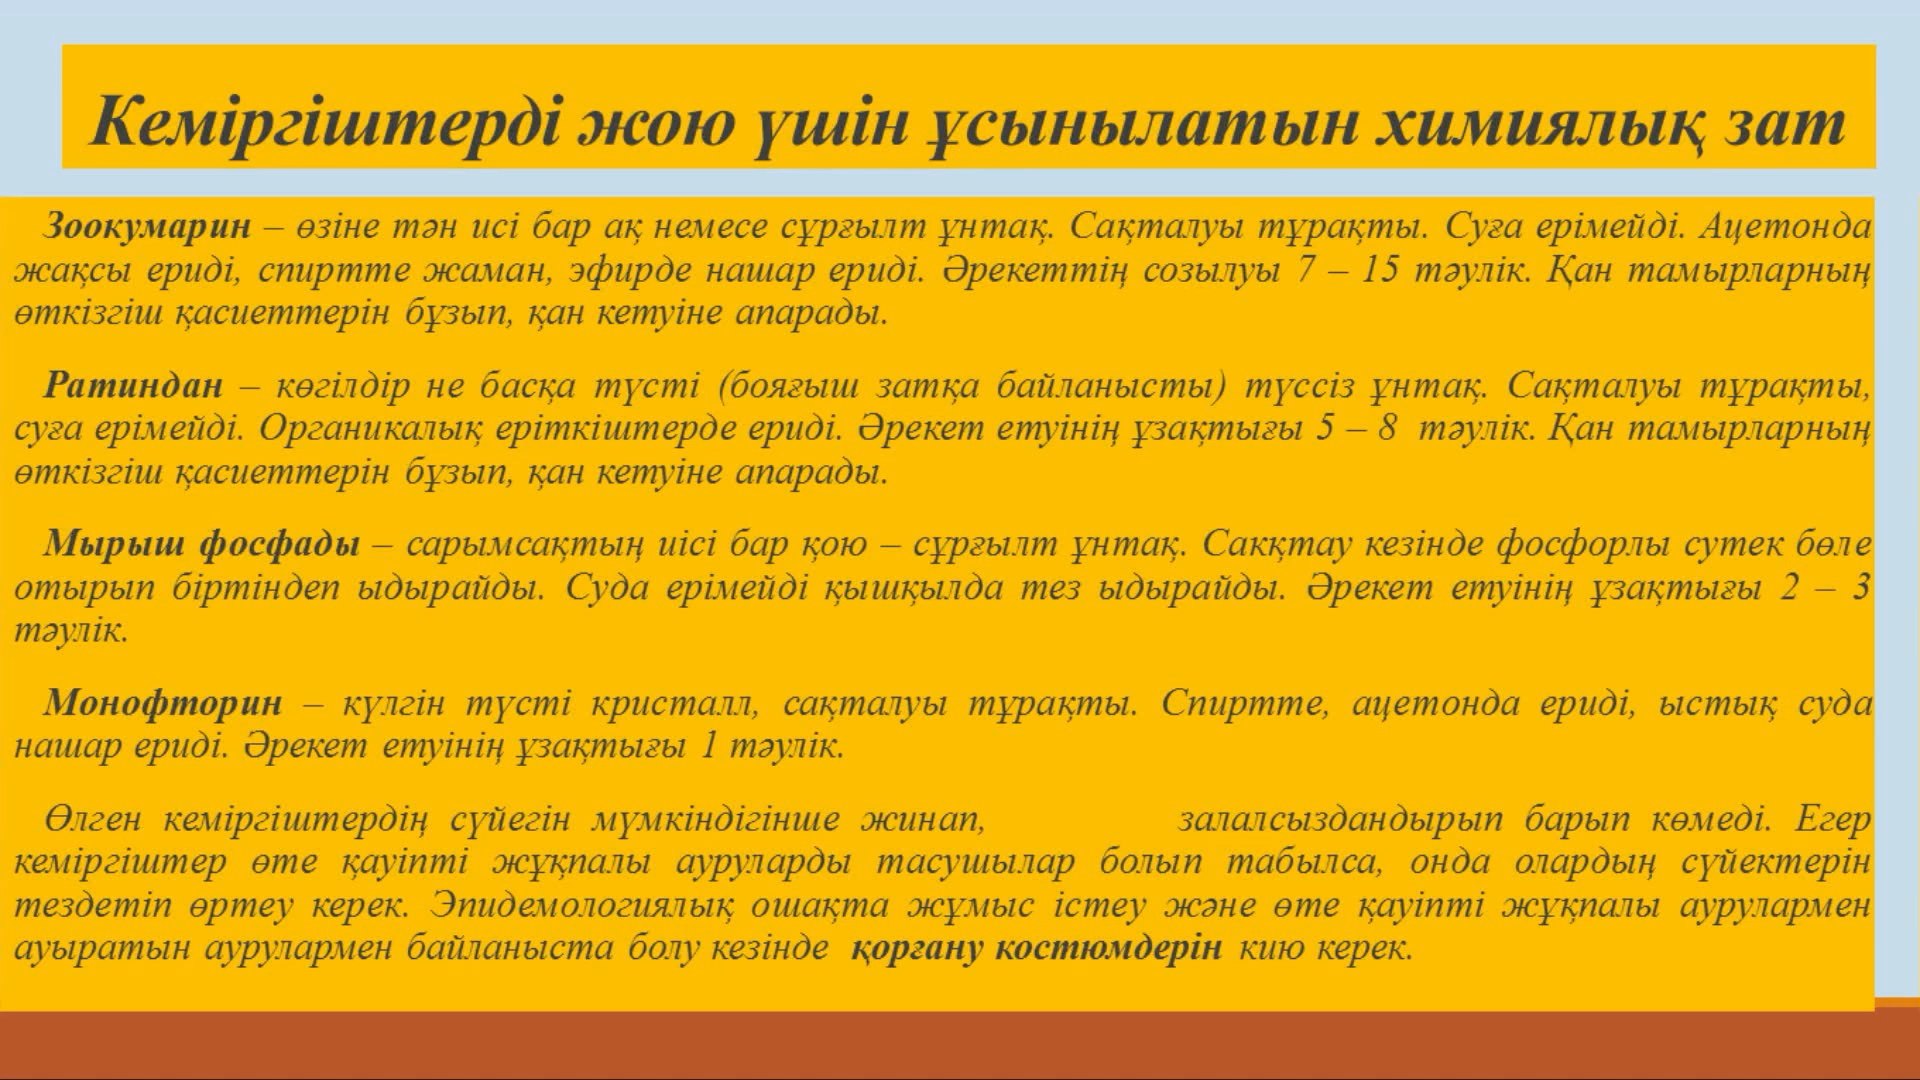 Кеміргіштерді жою үшін ұсынылатын химиялық зат
Зоокумарин – өзіне тән исі бар ақ немесе сұрғылт ұнтақ. Сақталуы тұрақты. Суға ерімейді. Ацетонда
жақсы ериді, спиртте жаман, эфирде нашар ериді. Әрекеттің созылуы 7 – 15 тәулік. Қан тамырларның
өткізгіш қасиеттерін бұзып, қан кетуіне апарады.
Ратиндан – көгілдір не басқа түсті (бояғыш затқа байланысты) түссіз ұнтақ. Сақталуы тұрақты,
суға ерімейді. Органикалық еріткіштерде ериді. Әрекет етуінің ұзақтығы 5 – 8 тәулік. Қан тамырларның
өткізгіш қасиеттерін бұзып, қан кетуіне апарады.
Мырыш фосфады – сарымсақтың иісі бар қою – сұрғылт ұнтақ. Сакқтау кезінде фосфорлы сутек бөле
отырып біртіндеп ыдырайды. Суда ерімейді қышқылда тез ыдырайды. Әрекет етуінің ұзақтығы 2 – 3
тәулік.
Монофторин – күлгін түсті кристалл, сақталуы тұрақты. Спиртте, ацетонда ериді, ыстық суда
нашар ериді. Әрекет етуінің ұзақтығы 1 тәулік.
Өлген кеміргіштердің сүйегін мүмкіндігінше жинап, залалсыздандырып барып көмеді. Егер
кеміргіштер өте қауіпті жұқпалы ауруларды тасушылар болып табылса, онда олардың сүйектерін
тездетіп өртеу керек. Эпидемологиялық ошақта жұмыс істеу және өте қауіпті жұқпалы аурулармен
ауыратын аурулармен байланыста болу кезінде қорғану костюмдерін кию керек.